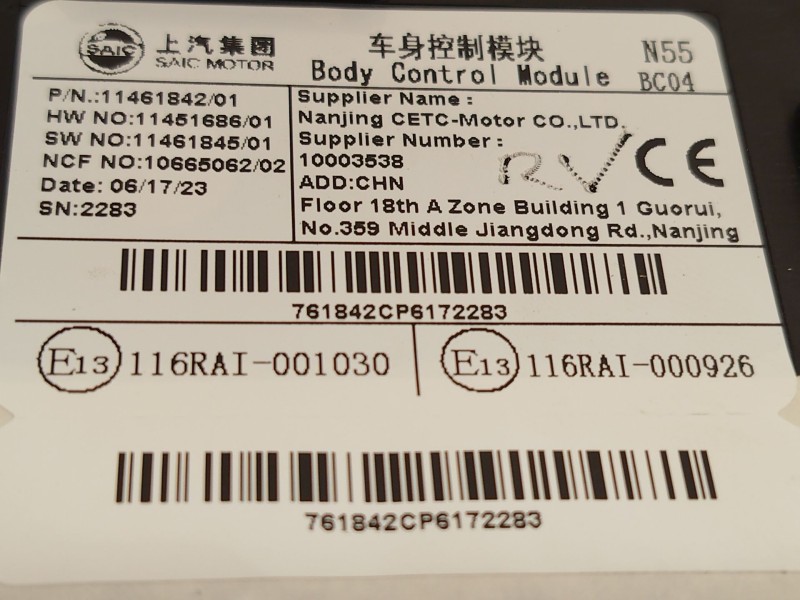 SAIC 上汽集团 车身控制模块 N55
SAIC MOTOR Body Control Module BC04
P/N.:11461842/01
HW NO:11451686/01
SW NO:11461845/01
NCF NO:10665062/02
Date: 06/17/23
SN:2283
Supplier Name :
Nanjing CETC-Motor CO.,LTD.
Supplier Number :
10003538
ADD:CHN
Floor 18th A Zone Building 1 Guorui,
No.359 Middle Jiangdong Rd.,Nanjing
RV CE
761842CP6172283
E13 116RAI-001030 E13 116RAI-000926
761842CP6172283